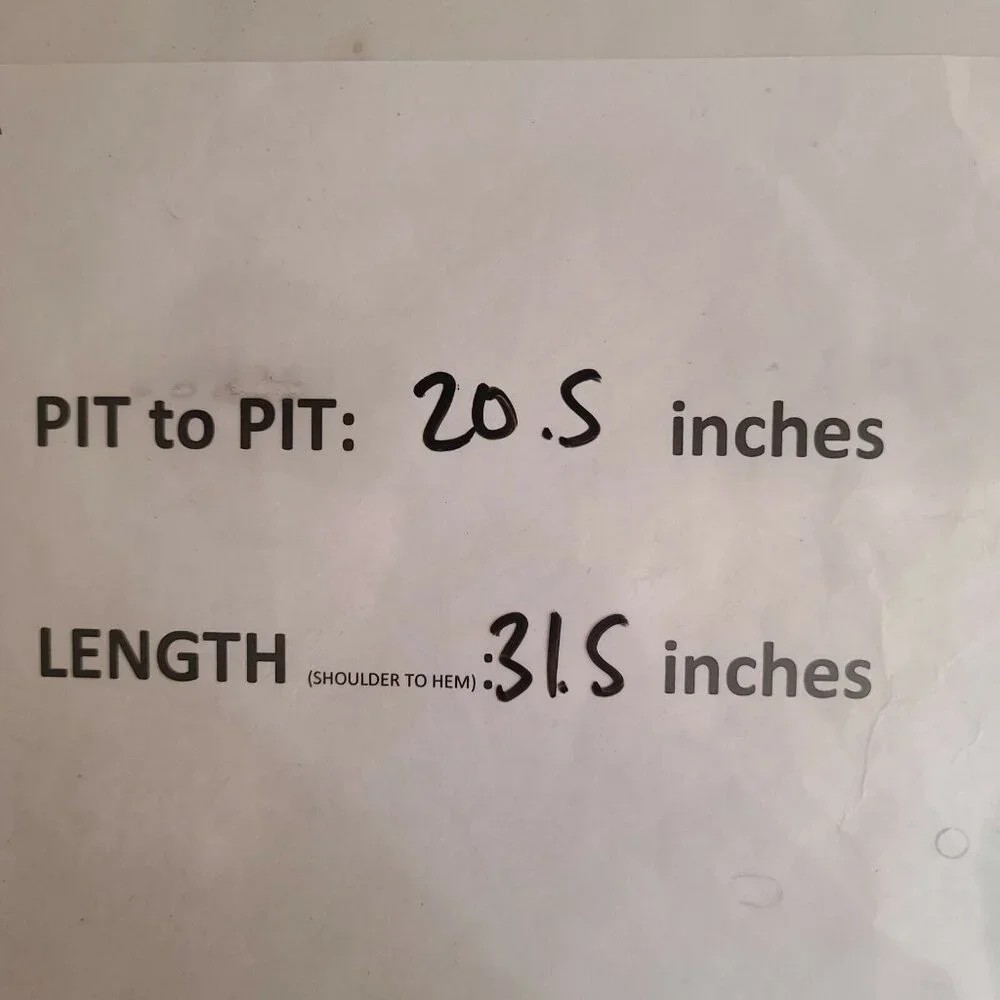 PIT to PIT: 20.5 inches
LENGTH (SHOULDER TO HEM): 31.5 inches